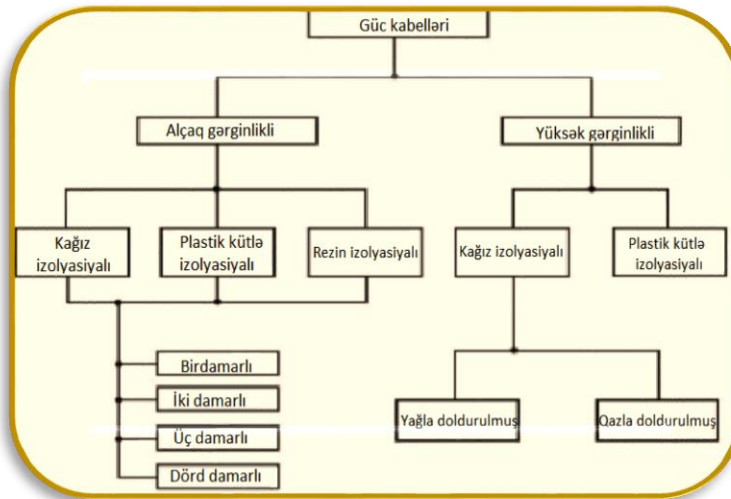 Güc kabelləri
Alçaq gərginlikli
Yüksək gərginlikli
Kağız
izolyasiyalı
Plastik kütlə
izolyasiyalı
Rezin izolyasiyalı
Kağız izolyasiyalı
Plastik kütlə
izolyasiyalı
Birdamarlı
İki damarlı
Üç damarlı
Dörd damarlı
Yağla doldurulmuş
Qazla doldurulmuş